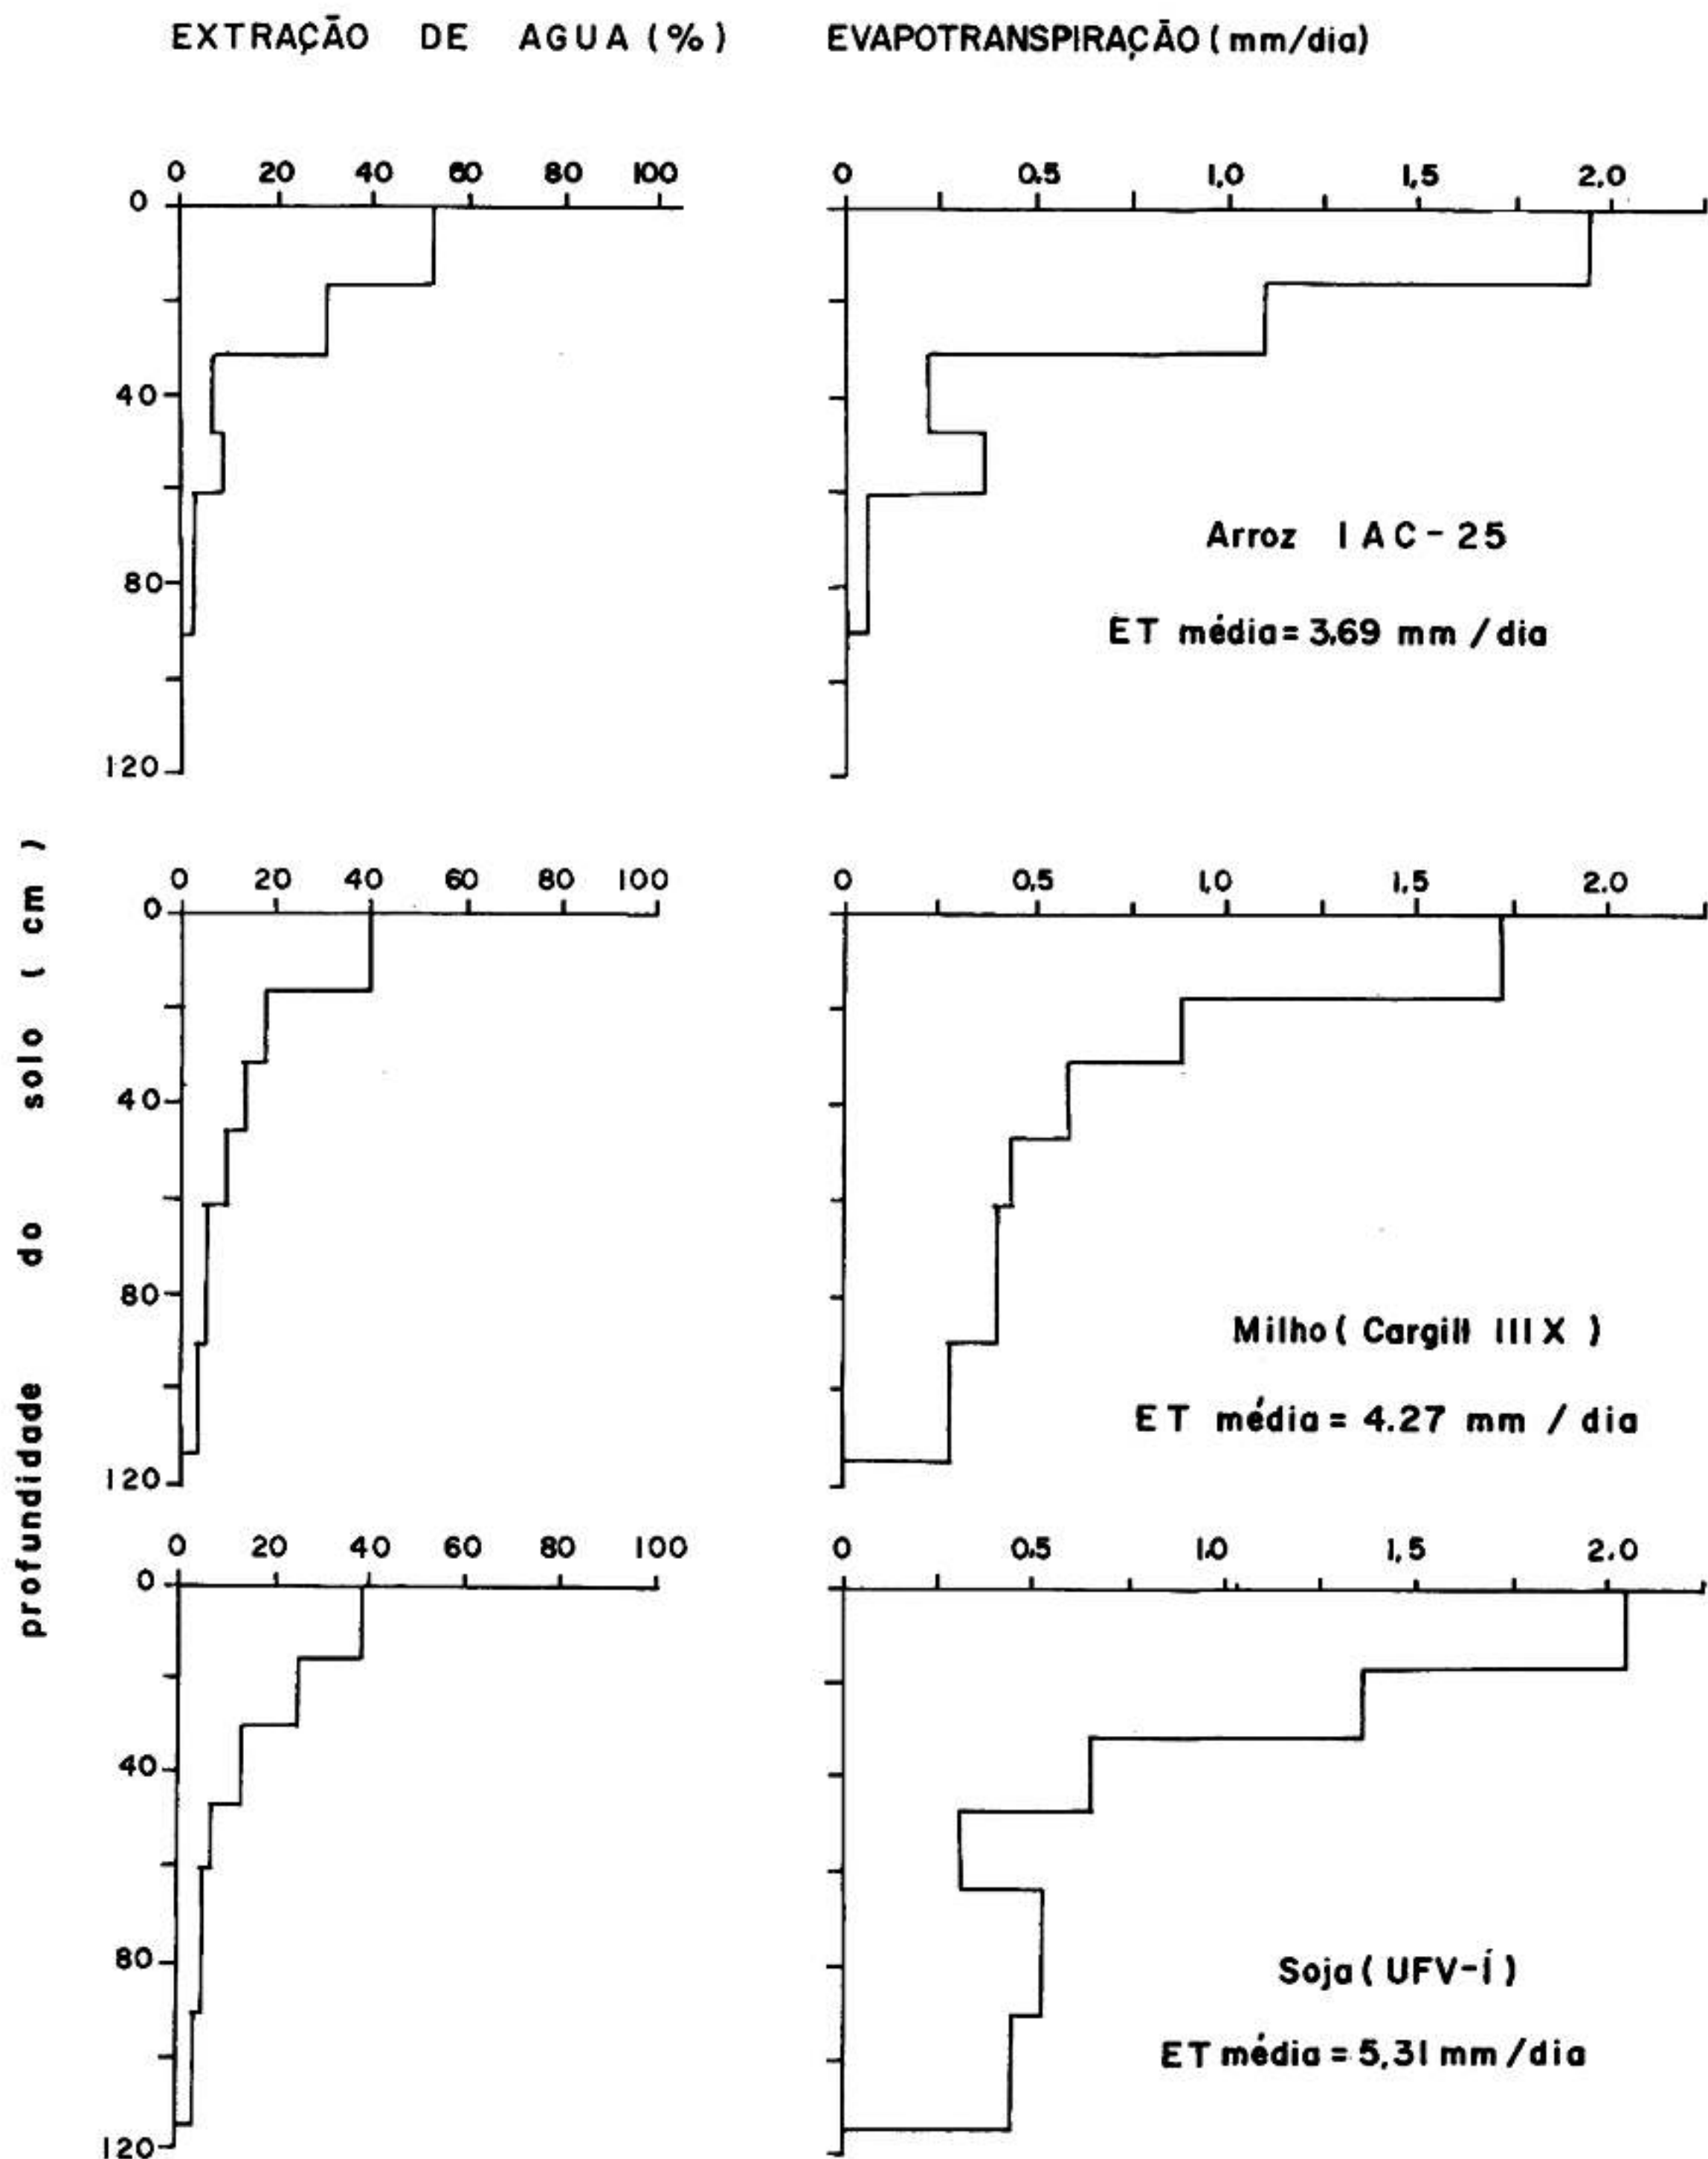 EXTRAÇÃO DE AGUA (%)
EVAPOTRANSPIRAÇÃO (mm/dia)
0 20 40 60 80 100
0
40
80
120
0 0.5 1,0 1,5 2,0
Arroz IAC-25
ET média = 3,69 mm / dia
profundidade do solo ( cm )
0 20 40 60 80 100
0
40
80
120
0 0,5 1,0 1,5 2.0
Milho ( Cargill III X )
ET média = 4.27 mm / dia
0 20 40 60 80 100
0
40
80
120
0 0.5 1.0 1,5 2.0
Soja ( UFV-1 )
ET média = 5,31 mm / dia